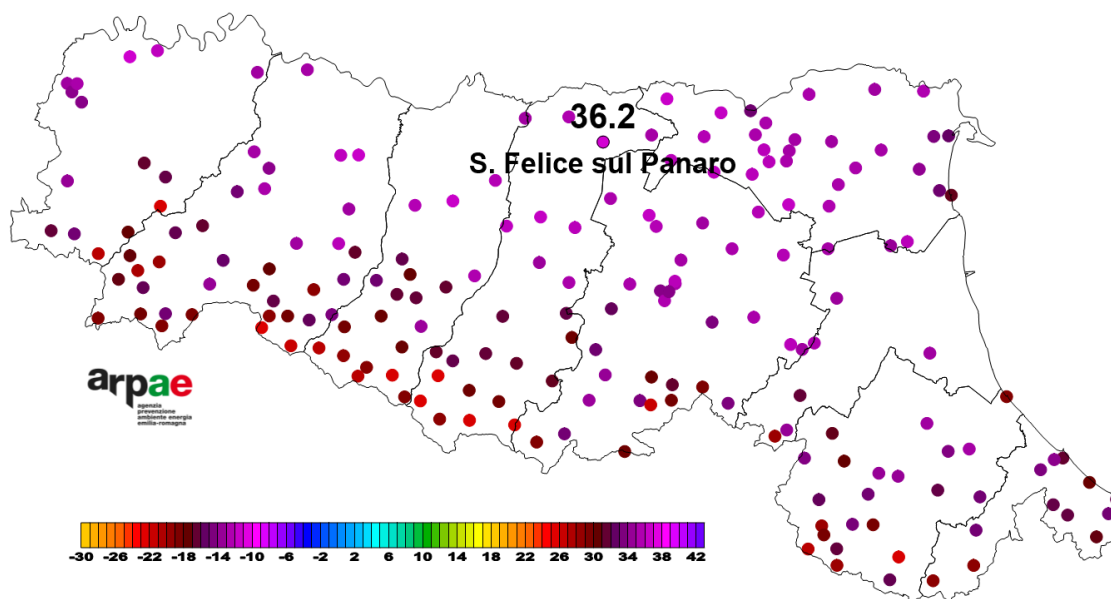 36.2
S. Felice sul Panaro
arpae
agenzia
prevenzione
ambiente energia
emilia-romagna
-30 -26 -22 -18 -14 -10 -6 -2 2 6 10 14 18 22 26 30 34 38 42